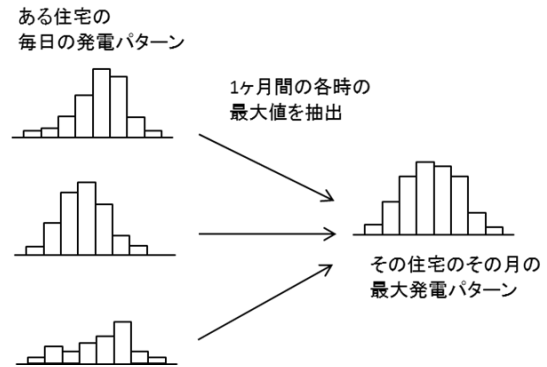 ある住宅の
毎日の発電パターン
1ヶ月間の各時の
最大値を抽出
その住宅のその月の
最大発電パターン